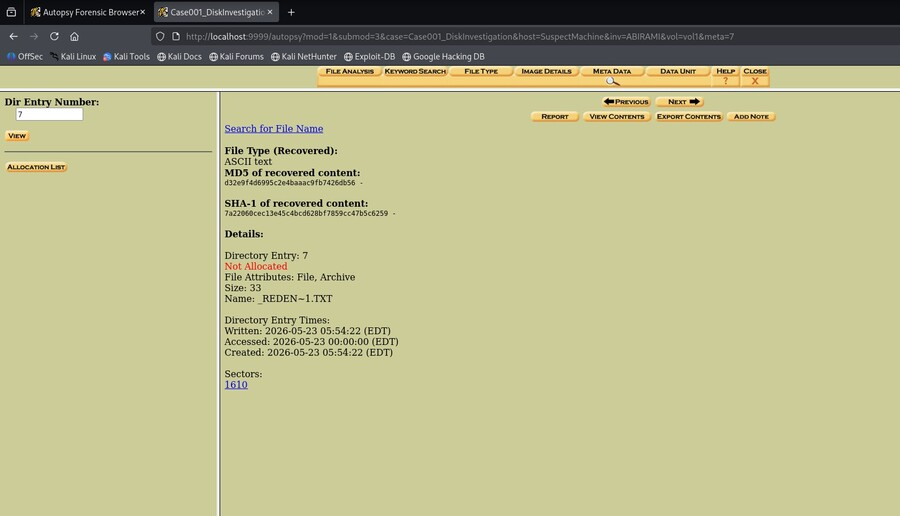 Autopsy Forensic Browser
Case001_DiskInvestigatio
http://localhost:9999/autopsy?mod=1&submod=3&case=Case001_DiskInvestigation&host=SuspectMachine&inv=ABIRAMI&vol=vol1&meta=7
OffSec Kali Linux Kali Tools Kali Docs Kali Forums Kali NetHunter Exploit-DB Google Hacking DB
FILE ANALYSIS KEYWORD SEARCH FILE TYPE IMAGE DETAILS META DATA DATA UNIT HELP CLOSE
? X
Dir Entry Number:
7
VIEW
ALLOCATION LIST
PREVIOUS NEXT
REPORT VIEW CONTENTS EXPORT CONTENTS ADD NOTE
Search for File Name
File Type (Recovered):
ASCII text
MD5 of recovered content:
d32e9f4d6995c2e4baaac9fb7426db56 -
SHA-1 of recovered content:
7a22060cec13e45c4bcd628bf7859cc47b5c6259 -
Details:
Directory Entry: 7
Not Allocated
File Attributes: File, Archive
Size: 33
Name: _REDEN~1.TXT
Directory Entry Times:
Written: 2026-05-23 05:54:22 (EDT)
Accessed: 2026-05-23 00:00:00 (EDT)
Created: 2026-05-23 05:54:22 (EDT)
Sectors:
1610